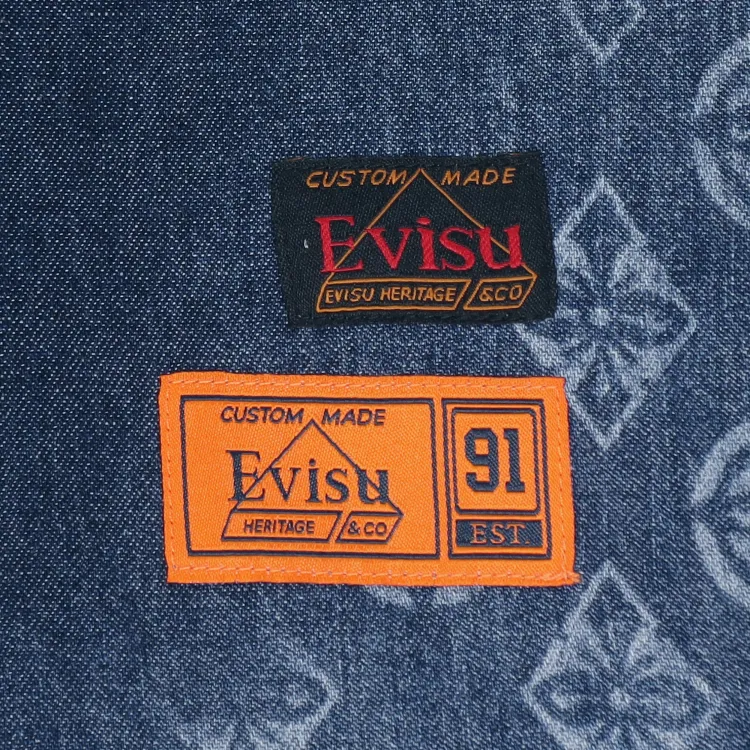 CUSTOM MADE
Evisu
EVISU HERITAGE &CO
CUSTOM MADE
Evisu
HERITAGE &CO
91
EST.